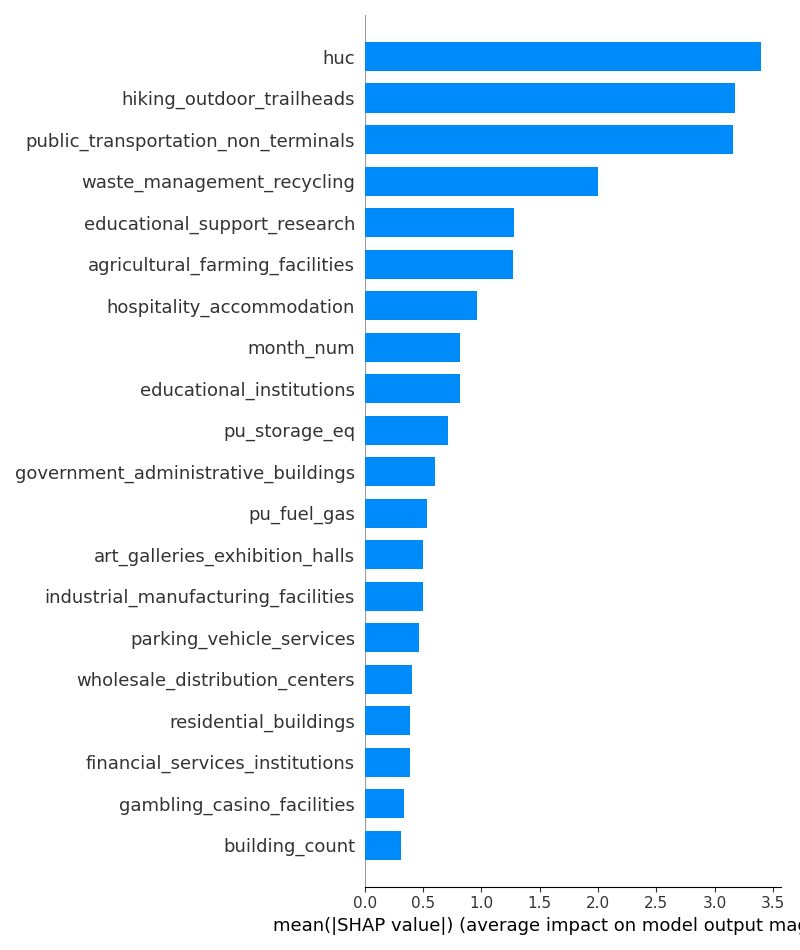 huc
hiking_outdoor_trailheads
public_transportation_non_terminals
waste_management_recycling
educational_support_research
agricultural_farming_facilities
hospitality_accommodation
month_num
educational_institutions
pu_storage_eq
government_administrative_buildings
pu_fuel_gas
art_galleries_exhibition_halls
industrial_manufacturing_facilities
parking_vehicle_services
wholesale_distribution_centers
residential_buildings
financial_services_institutions
gambling_casino_facilities
building_count
0.0 0.5 1.0 1.5 2.0 2.5 3.0 3.5
mean(|SHAP value|) (average impact on model output mag